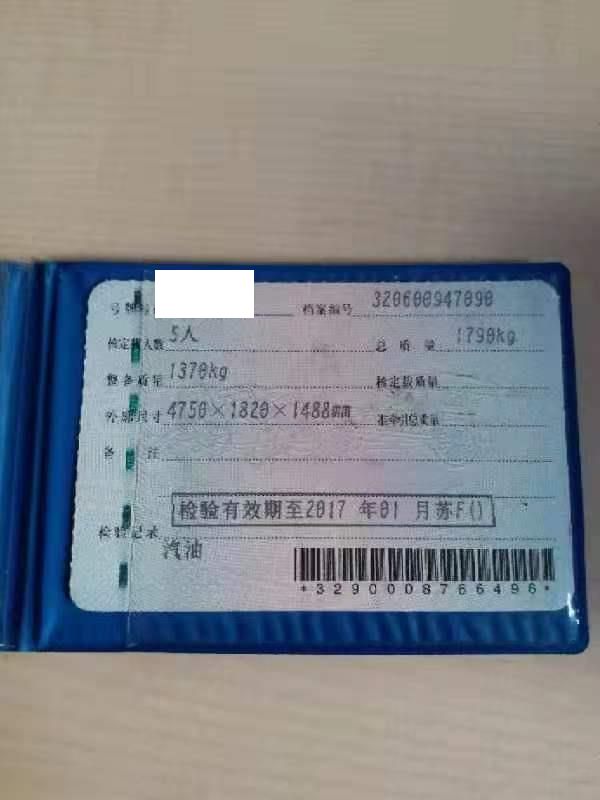 号牌号 档案编号 320600947090
核定载人数 5人 总质量 1790kg
整备质量 1370kg 核定载质量
外廓尺寸 4750×1820×1488mm 准牵引总质量
备注
检验有效期至2017 年01 月苏F()
检验记录
汽油
*3290008766496*